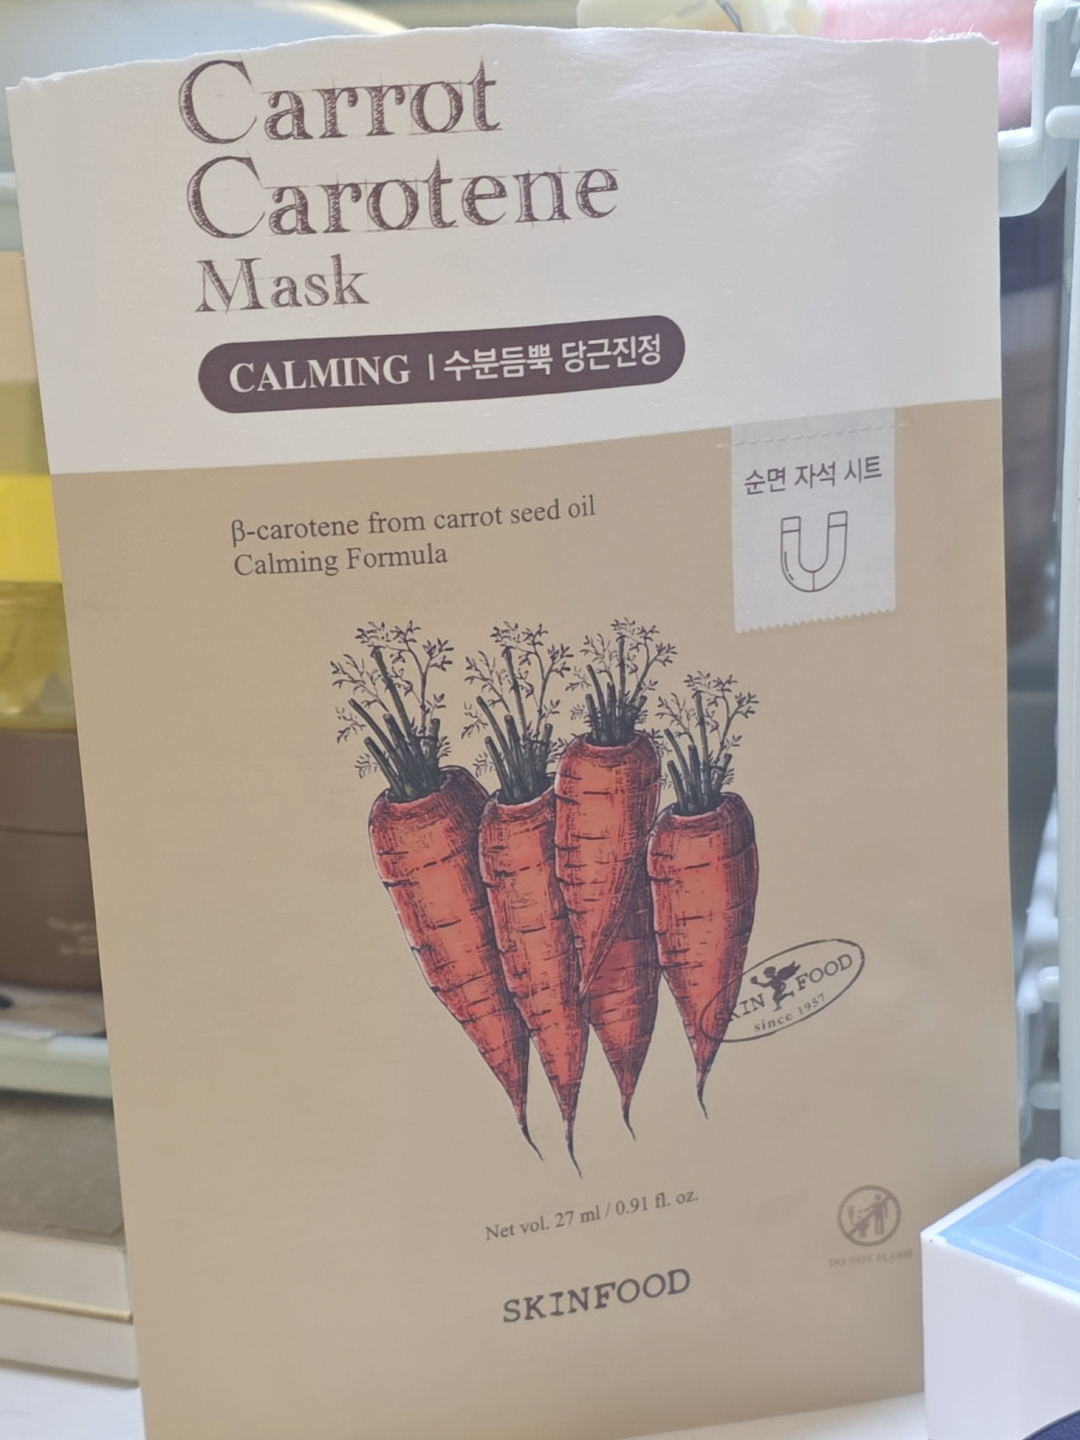 Carrot
Carotene
Mask
CALMING | 수분듬뿍 당근진정
순면 자석 시트
β-carotene from carrot seed oil
Calming Formula
FOOD
since 1957
Net vol. 27 ml / 0.91 fl. oz.
DO NOT FLUSH
SKINFOOD